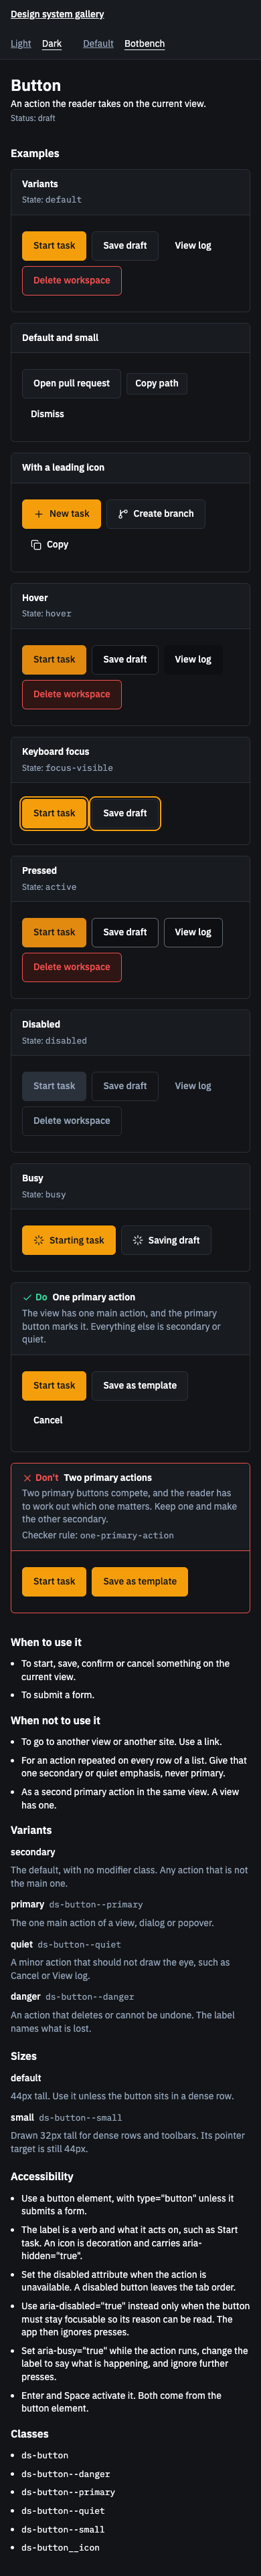 Design system gallery
Light Dark Default Botbench
Button
An action the reader takes on the current view.
Status: draft
Examples
Variants
State: default
Start task Save draft View log
Delete workspace
Default and small
Open pull request Copy path
Dismiss
With a leading icon
New task Create branch
Copy
Hover
State: hover
Start task Save draft View log
Delete workspace
Keyboard focus
State: focus-visible
Start task Save draft
Pressed
State: active
Start task Save draft View log
Delete workspace
Disabled
State: disabled
Start task Save draft View log
Delete workspace
Busy
State: busy
Starting task Saving draft
Do One primary action
The view has one main action, and the primary
button marks it. Everything else is secondary or
quiet.
Start task Save as template
Cancel
Don't Two primary actions
Two primary buttons compete, and the reader has
to work out which one matters. Keep one and make
the other secondary.
Checker rule: one-primary-action
Start task Save as template
When to use it
• To start, save, confirm or cancel something on the
current view.
• To submit a form.
When not to use it
• To go to another view or another site. Use a link.
• For an action repeated on every row of a list. Give that
one secondary or quiet emphasis, never primary.
• As a second primary action in the same view. A view
has one.
Variants
secondary
The default, with no modifier class. Any action that is not
the main one.
primary ds-button--primary
The one main action of a view, dialog or popover.
quiet ds-button--quiet
A minor action that should not draw the eye, such as
Cancel or View log.
danger ds-button--danger
An action that deletes or cannot be undone. The label
names what is lost.
Sizes
default
44px tall. Use it unless the button sits in a dense row.
small ds-button--small
Drawn 32px tall for dense rows and toolbars. Its pointer
target is still 44px.
Accessibility
• Use a button element, with type="button" unless it
submits a form.
• The label is a verb and what it acts on, such as Start
task. An icon is decoration and carries aria-
hidden="true".
• Set the disabled attribute when the action is
unavailable. A disabled button leaves the tab order.
• Use aria-disabled="true" instead only when the button
must stay focusable so its reason can be read. The
app then ignores presses.
• Set aria-busy="true" while the action runs, change the
label to say what is happening, and ignore further
presses.
• Enter and Space activate it. Both come from the
button element.
Classes
• ds-button
• ds-button--danger
• ds-button--primary
• ds-button--quiet
• ds-button--small
• ds-button__icon